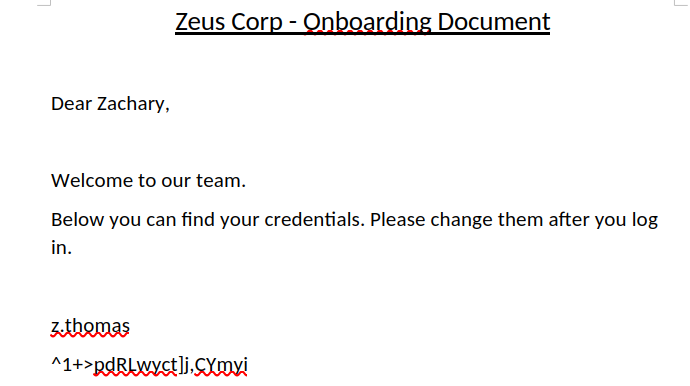 Zeus Corp - Onboarding Document
Dear Zachary,
Welcome to our team.
Below you can find your credentials. Please change them after you log
in.
z.thomas
^1+>pdRLwyct]j,CYmyi